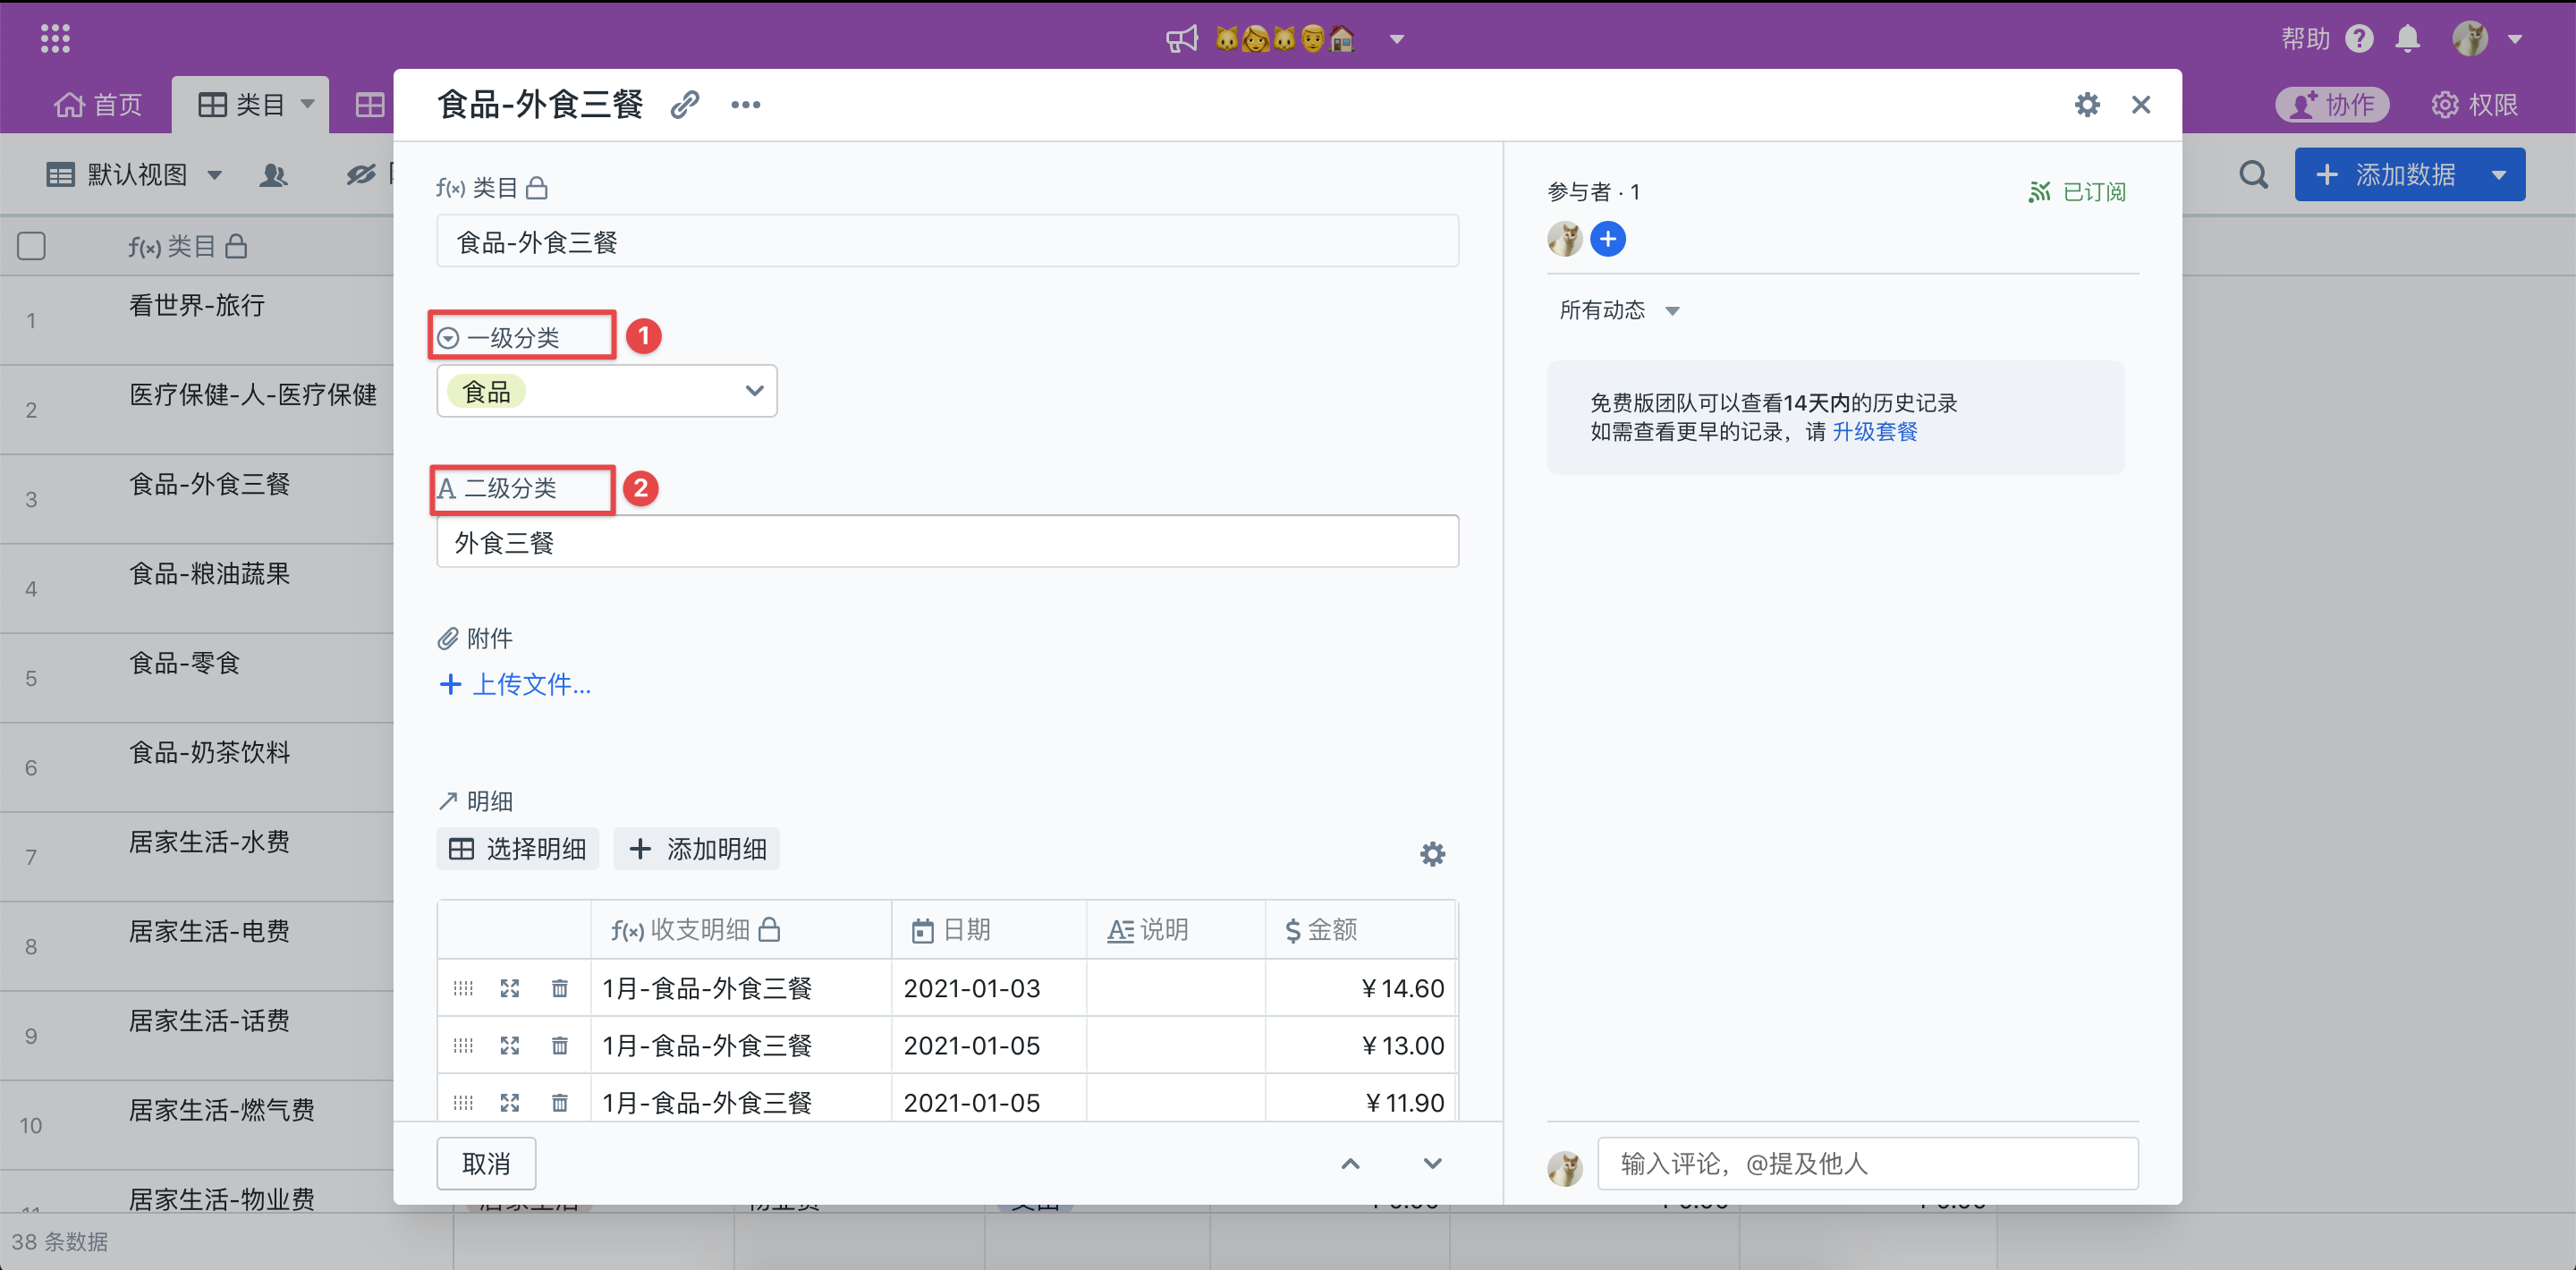 帮助
首页
类目
协作
权限
默认视图
添加数据
f(x) 类目
1 看世界-旅行
2 医疗保健-人-医疗保健
3 食品-外食三餐
4 食品-粮油蔬果
5 食品-零食
6 食品-奶茶饮料
7 居家生活-水费
8 居家生活-电费
9 居家生活-话费
10 居家生活-燃气费
居家生活-物业费
38 条数据
食品-外食三餐
f(x) 类目
食品-外食三餐
一级分类 1
食品
A 二级分类 2
外食三餐
附件
+ 上传文件...
明细
选择明细 + 添加明细
f(x) 收支明细 日期 说明 $ 金额
1月-食品-外食三餐 2021-01-03 ¥14.60
1月-食品-外食三餐 2021-01-05 ¥13.00
1月-食品-外食三餐 2021-01-05 ¥11.90
取消
参与者 · 1
已订阅
所有动态
免费版团队可以查看14天内的历史记录
如需查看更早的记录，请 升级套餐
输入评论，@提及他人